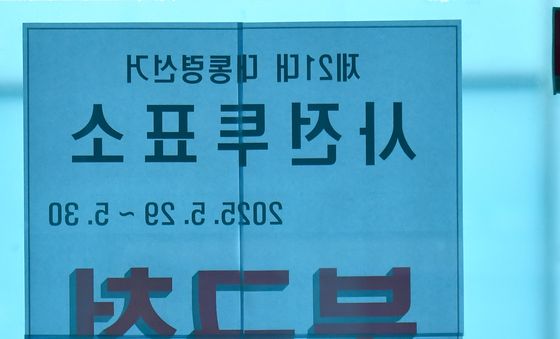 제21대 대통령선거
사전투표소
2025. 5. 29 ~ 5. 30